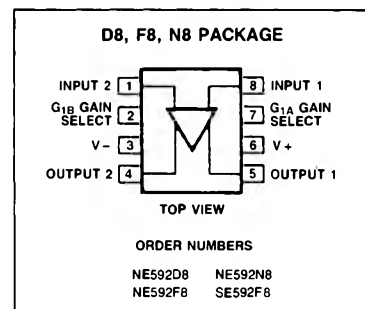 D8, F8, N8 PACKAGE
INPUT 2 1 8 INPUT 1
G1B GAIN SELECT 2 7 G1A GAIN SELECT
V- 3 6 V+
OUTPUT 2 4 5 OUTPUT 1
TOP VIEW
ORDER NUMBERS
NE592D8 NE592N8
NE592F8 SE592F8